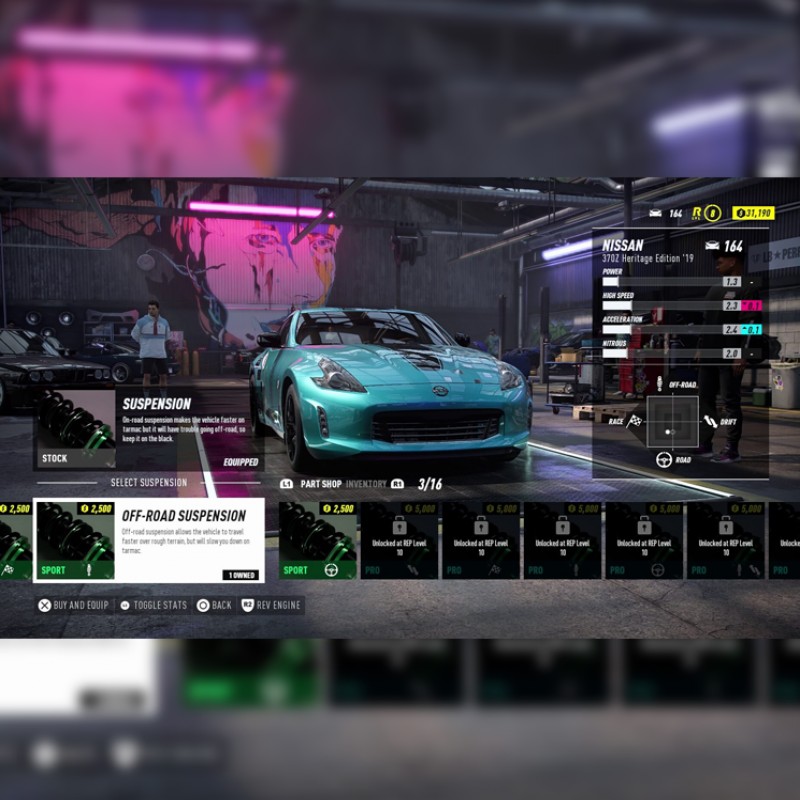 164 R 8 31,190
NISSAN 164
370Z Heritage Edition '19
POWER
1.3 -
HIGH SPEED
2.3 0.1
ACCELERATION
2.4 0.1
NITROUS
2.0 -
OFF-ROAD
RACE DRIFT
ROAD
SUSPENSION
On-road suspension makes the vehicle faster on
tarmac but it will have trouble going off-road, so
keep it on the black.
STOCK
EQUIPPED
SELECT SUSPENSION
L1 PART SHOP INVENTORY R1 3/16
2,500
2,500
SPORT
OFF-ROAD SUSPENSION
Off-road suspension allows the vehicle to travel
faster over rough terrain, but will slow you down on
tarmac.
1 OWNED
2,500
SPORT
5,000
Unlocked at REP Level
10
PRO
5,000
Unlocked at REP Level
10
PRO
5,000
Unlocked at REP Level
10
PRO
5,000
Unlocked at REP Level
10
PRO
5,000
Unlocked at REP Level
10
PRO
PRO
BUY AND EQUIP TOGGLE STATS BACK R2 REV ENGINE